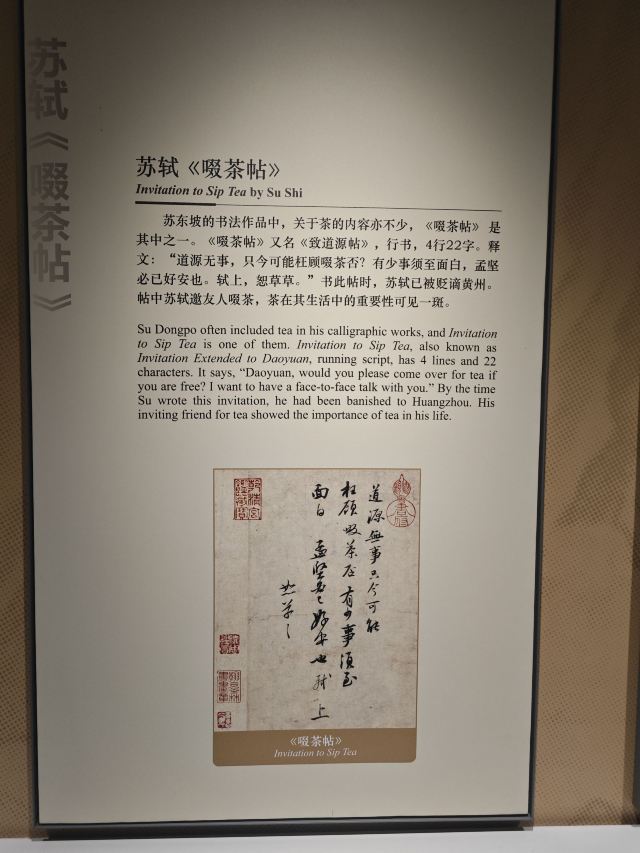 苏轼《啜茶帖》
苏轼《啜茶帖》
Invitation to Sip Tea by Su Shi
苏东坡的书法作品中，关于茶的内容亦不少，《啜茶帖》是
其中之一。《啜茶帖》又名《致道源帖》，行书，4行22字。释
文：“道源无事，只今可能枉顾啜茶否？有少事须至面白，孟坚
必已好安也。轼上，恕草草。”书此帖时，苏轼已被贬谪黄州。
帖中苏轼邀友人啜茶，茶在其生活中的重要性可见一斑。
Su Dongpo often included tea in his calligraphic works, and Invitation
to Sip Tea is one of them. Invitation to Sip Tea, also known as
Invitation Extended to Daoyuan, running script, has 4 lines and 22
characters. It says, “Daoyuan, would you please come over for tea if
you are free? I want to have a face-to-face talk with you.” By the time
Su wrote this invitation, he had been banished to Huangzhou. His
inviting friend for tea showed the importance of tea in his life.
道源無事只今可能
枉顧啜茶否有少事須至
面白孟堅必已好安也軾上
恕草草
《啜茶帖》
Invitation to Sip Tea